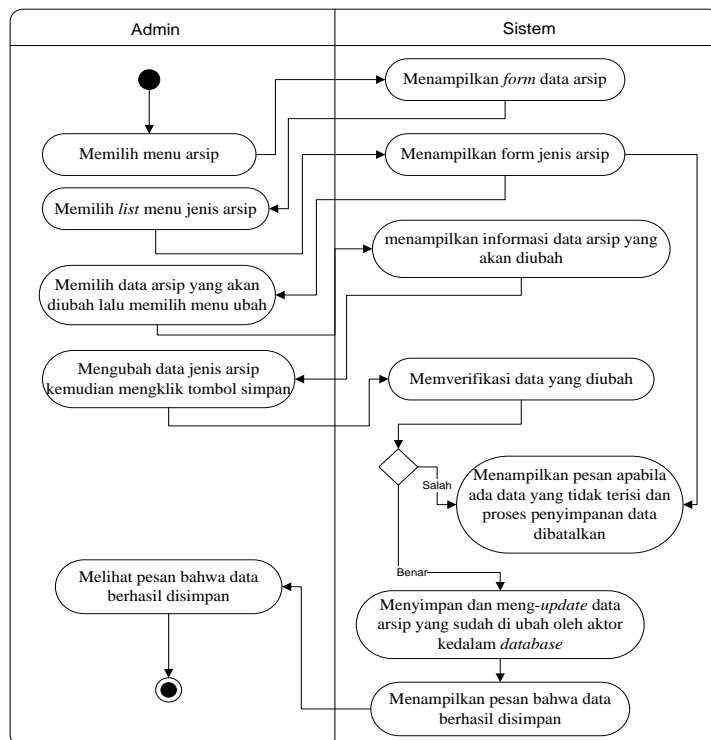 Admin
Sistem
Menampilkan form data arsip
Memilih menu arsip
Menampilkan form jenis arsip
Memilih list menu jenis arsip
menampilkan informasi data arsip yang
akan diubah
Memilih data arsip yang akan
diubah lalu memilih menu ubah
Mengubah data jenis arsip
kemudian mengklik tombol simpan
Memverifikasi data yang diubah
Salah
Menampilkan pesan apabila
ada data yang tidak terisi dan
proses penyimpanan data
dibatalkan
Benar
Melihat pesan bahwa data
berhasil disimpan
Menyimpan dan meng-update data
arsip yang sudah di ubah oleh aktor
kedalam database
Menampilkan pesan bahwa data
berhasil disimpan